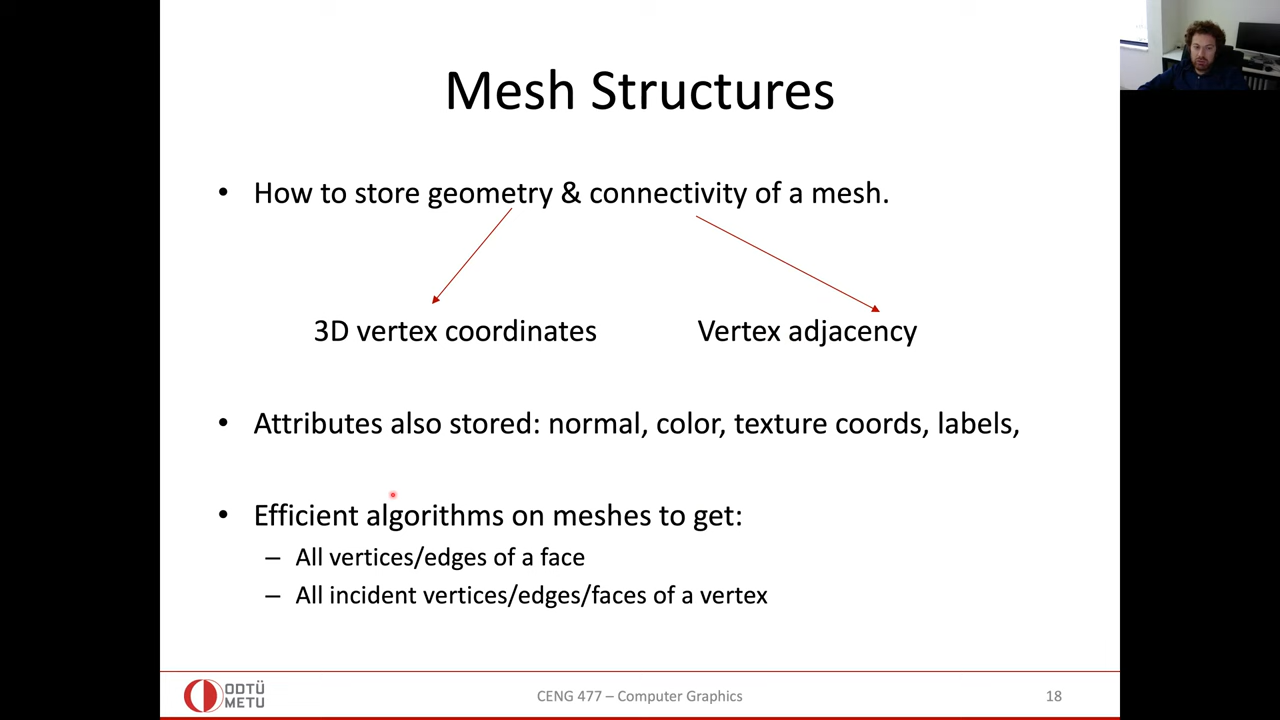 Mesh Structures
• How to store geometry & connectivity of a mesh.
3D vertex coordinates Vertex adjacency
• Attributes also stored: normal, color, texture coords, labels,
• Efficient algorithms on meshes to get:
– All vertices/edges of a face
– All incident vertices/edges/faces of a vertex
ODTÜ
METU
CENG 477 – Computer Graphics
18